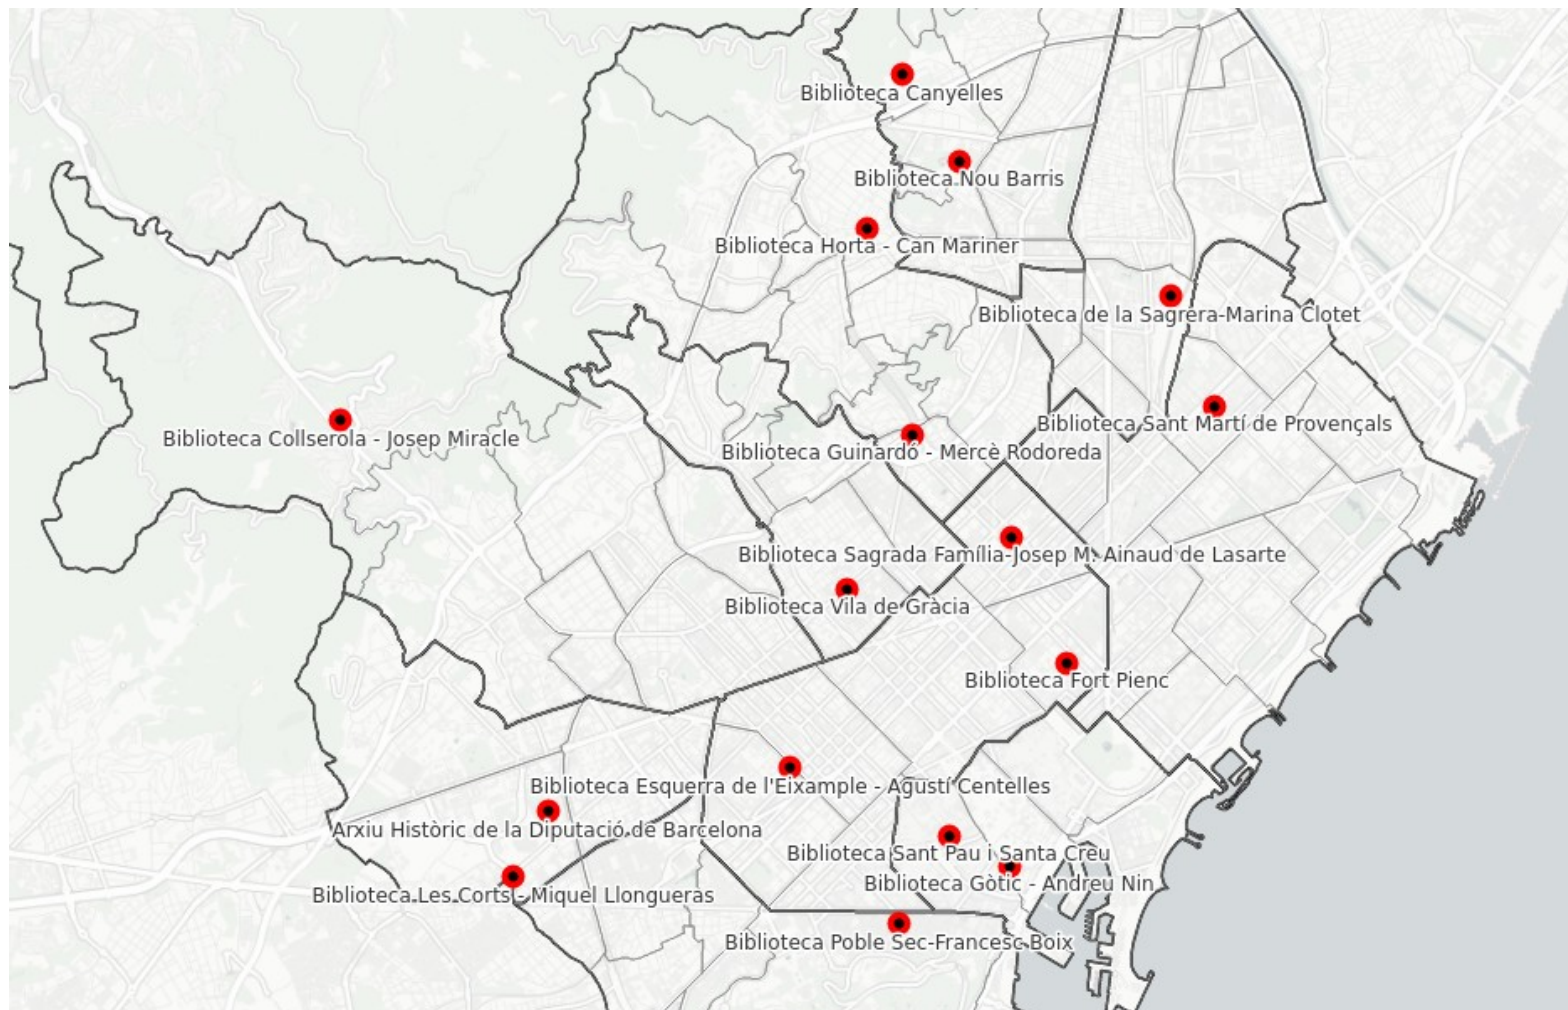 Biblioteca Canyelles
Biblioteca Nou Barris
Biblioteca Horta - Can Mariner
Biblioteca de la Sagrera-Marina Clotet
Biblioteca Sant Martí de Provençals
Biblioteca Collserola - Josep Miracle
Biblioteca Guinardó - Mercè Rodoreda
Biblioteca Sagrada Família-Josep M. Ainaud de Lasarte
Biblioteca Vila de Gràcia
Biblioteca Fort Pienc
Biblioteca Esquerra de l'Eixample - Agustí Centelles
Arxiu Històric de la Diputació de Barcelona
Biblioteca Sant Pau i Santa Creu
Biblioteca Gòtic - Andreu Nin
Biblioteca Les Corts - Miquel Llongueras
Biblioteca Poble Sec-Francesc Boix